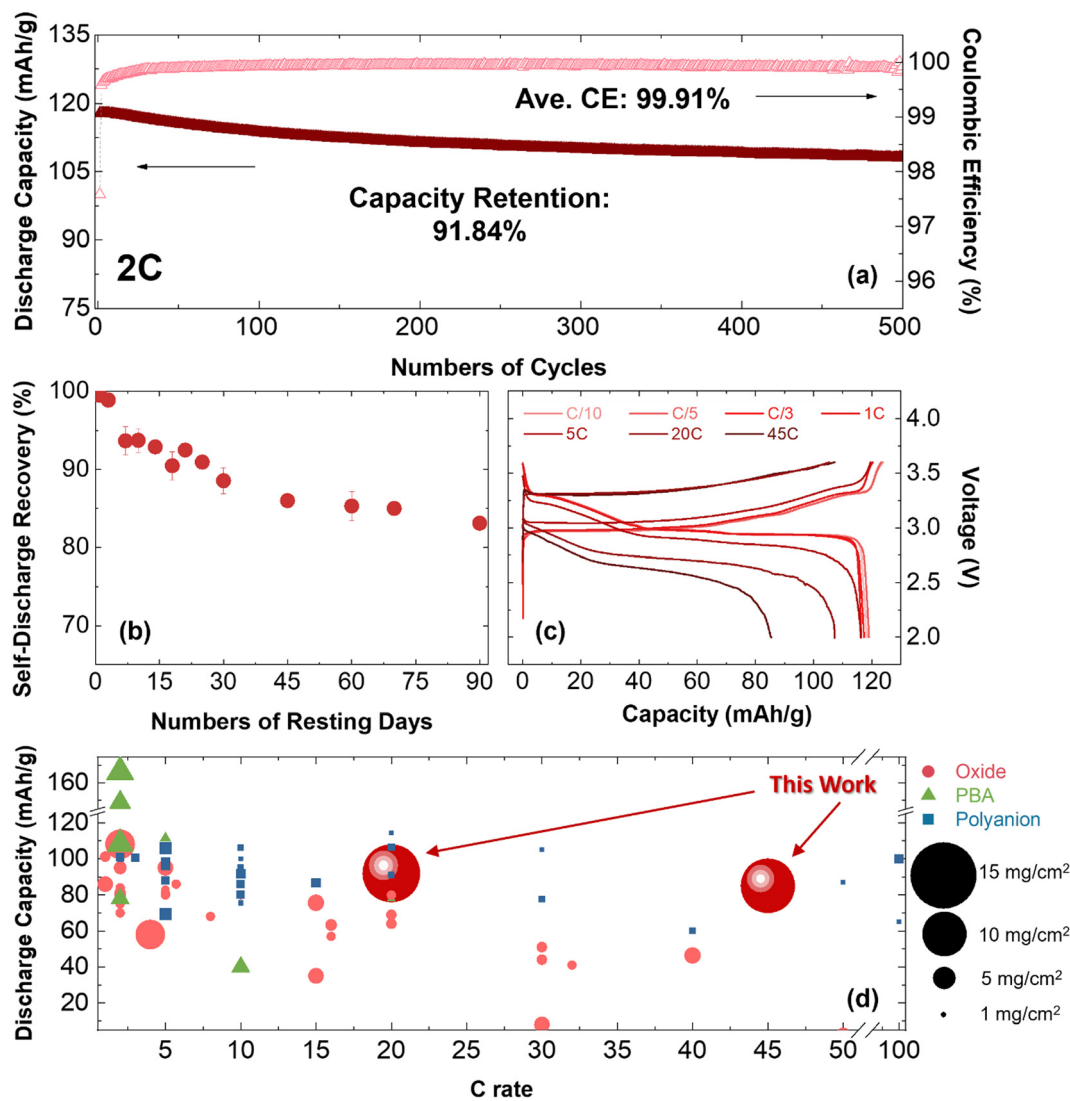 135
120
105
90
75
Discharge Capacity (mAh/g)
100
99
98
97
96
Coulombic Efficiency (%)
Ave. CE: 99.91%
Capacity Retention:
91.84%
2C
(a)
0
100
200
300
400
500
Numbers of Cycles
100
90
80
70
Self-Discharge Recovery (%)
(b)
0
15
30
45
60
75
90
Numbers of Resting Days
C/10
C/5
C/3
1C
5C
20C
45C
4.0
3.5
3.0
2.5
2.0
Voltage (V)
(c)
0
20
40
60
80
100
120
Capacity (mAh/g)
160
120
100
80
60
40
20
Discharge Capacity (mAh/g)
This Work
(d)
5
10
15
20
25
30
35
40
45
50
100
C rate
Oxide
PBA
Polyanion
15 mg/cm²
10 mg/cm²
5 mg/cm²
1 mg/cm²